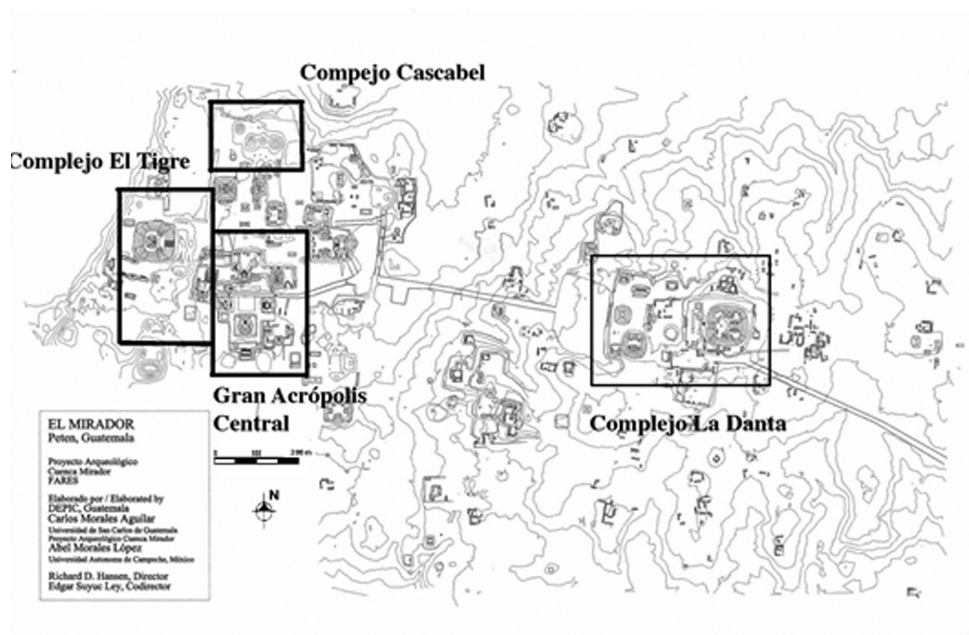 Compejo Cascabel
Complejo El Tigre
Gran Acrópolis
Central
Complejo La Danta
EL MIRADOR
Peten, Guatemala
Proyecto Arqueológico
Cuenca Mirador
FARES
Elaborado por / Elaborated by
DEPIC, Guatemala
Carlos Morales Aguilar
Universidad de San Carlos de Guatemala
Proyecto Arqueológico Cuenca Mirador
Abel Morales López
Universidad Autonoma de Campeche, México
Richard D. Hansen, Director
Edgar Suyuc Ley, Codirector
0
N